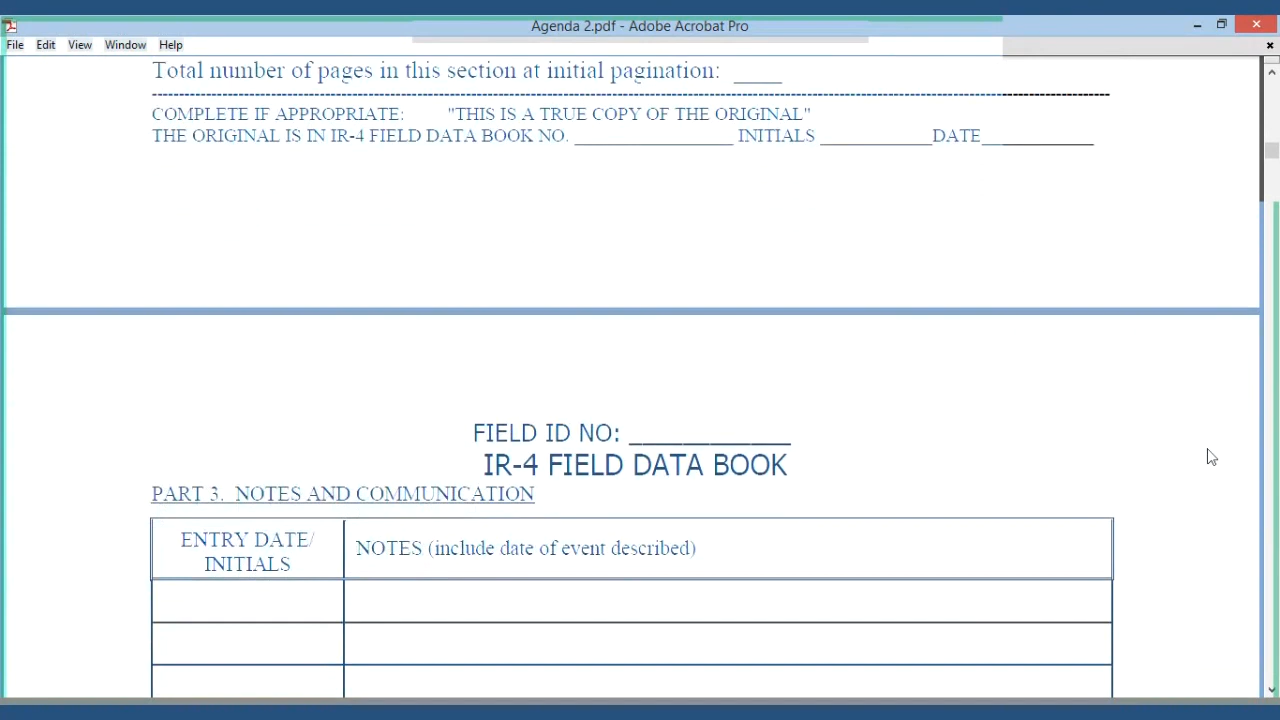 Agenda 2.pdf - Adobe Acrobat Pro
File Edit View Window Help
Total number of pages in this section at initial pagination: ____
COMPLETE IF APPROPRIATE: "THIS IS A TRUE COPY OF THE ORIGINAL"
THE ORIGINAL IS IN IR-4 FIELD DATA BOOK NO. ________________ INITIALS ___________DATE___________
FIELD ID NO: ____________
IR-4 FIELD DATA BOOK
PART 3. NOTES AND COMMUNICATION
ENTRY DATE/
INITIALS
NOTES (include date of event described)